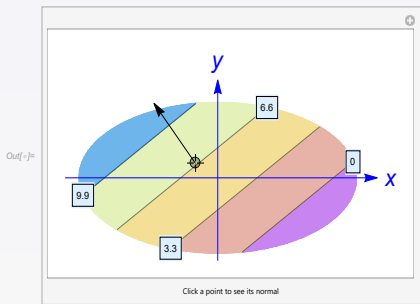 y
6.6
Out[◦]=
0
x
9.9
3.3
Click a point to see its normal